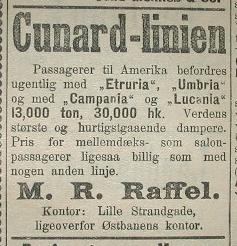 Cunard-linien
Passagerer til Amerika befordres
ugentlig med „Etruria", „Umbria"
og med „Campania" og „Lucania"
13,000 ton, 30,000 hk. Verdens
største og hurtigstgaaende dampere.
Pris for mellemdæks- som salon-
passagerer ligesaa billig som med
nogen anden linje.
M. R. Raffel.
Kontor: Lille Strandgade,
ligeoverfor Østbanens kontor.